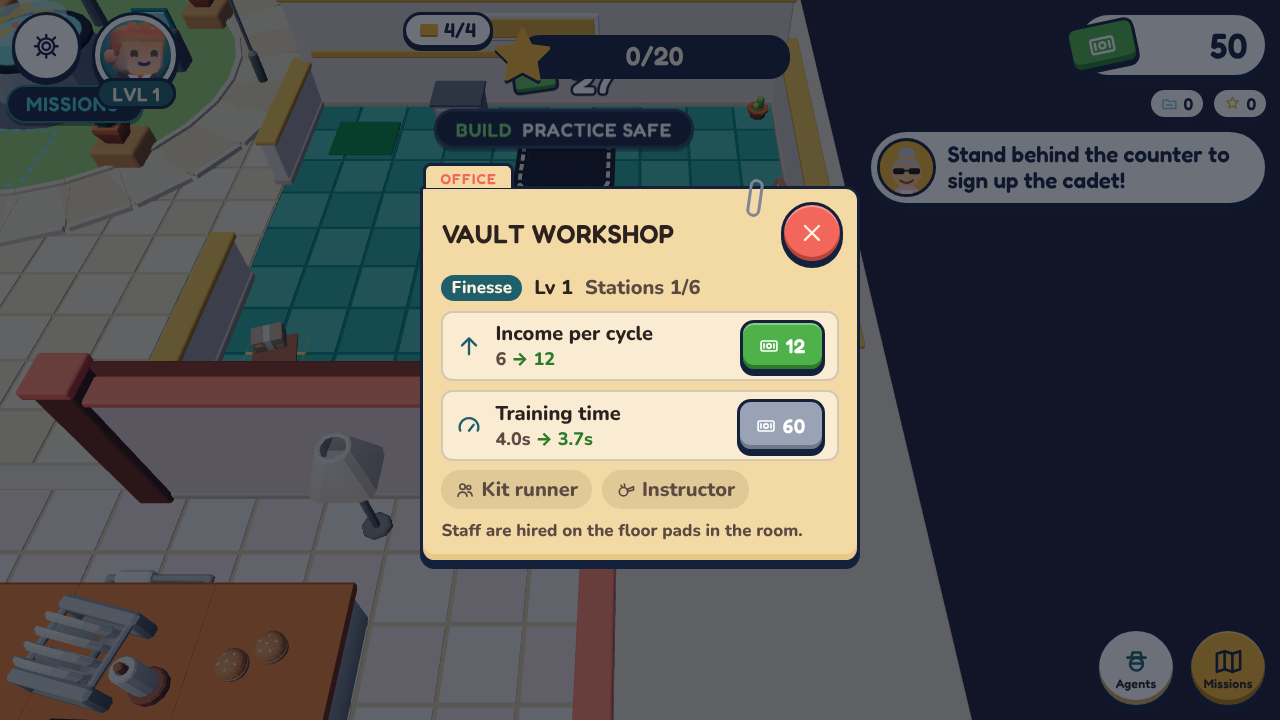 4/4
0/20
50
MISSIONS
LVL 1
27
0
0
BUILD PRACTICE SAFE
Stand behind the counter to
sign up the cadet!
OFFICE
VAULT WORKSHOP
Finesse Lv 1 Stations 1/6
Income per cycle
6 → 12
12
Training time
4.0s → 3.7s
60
Kit runner
Instructor
Staff are hired on the floor pads in the room.
Agents
Missions